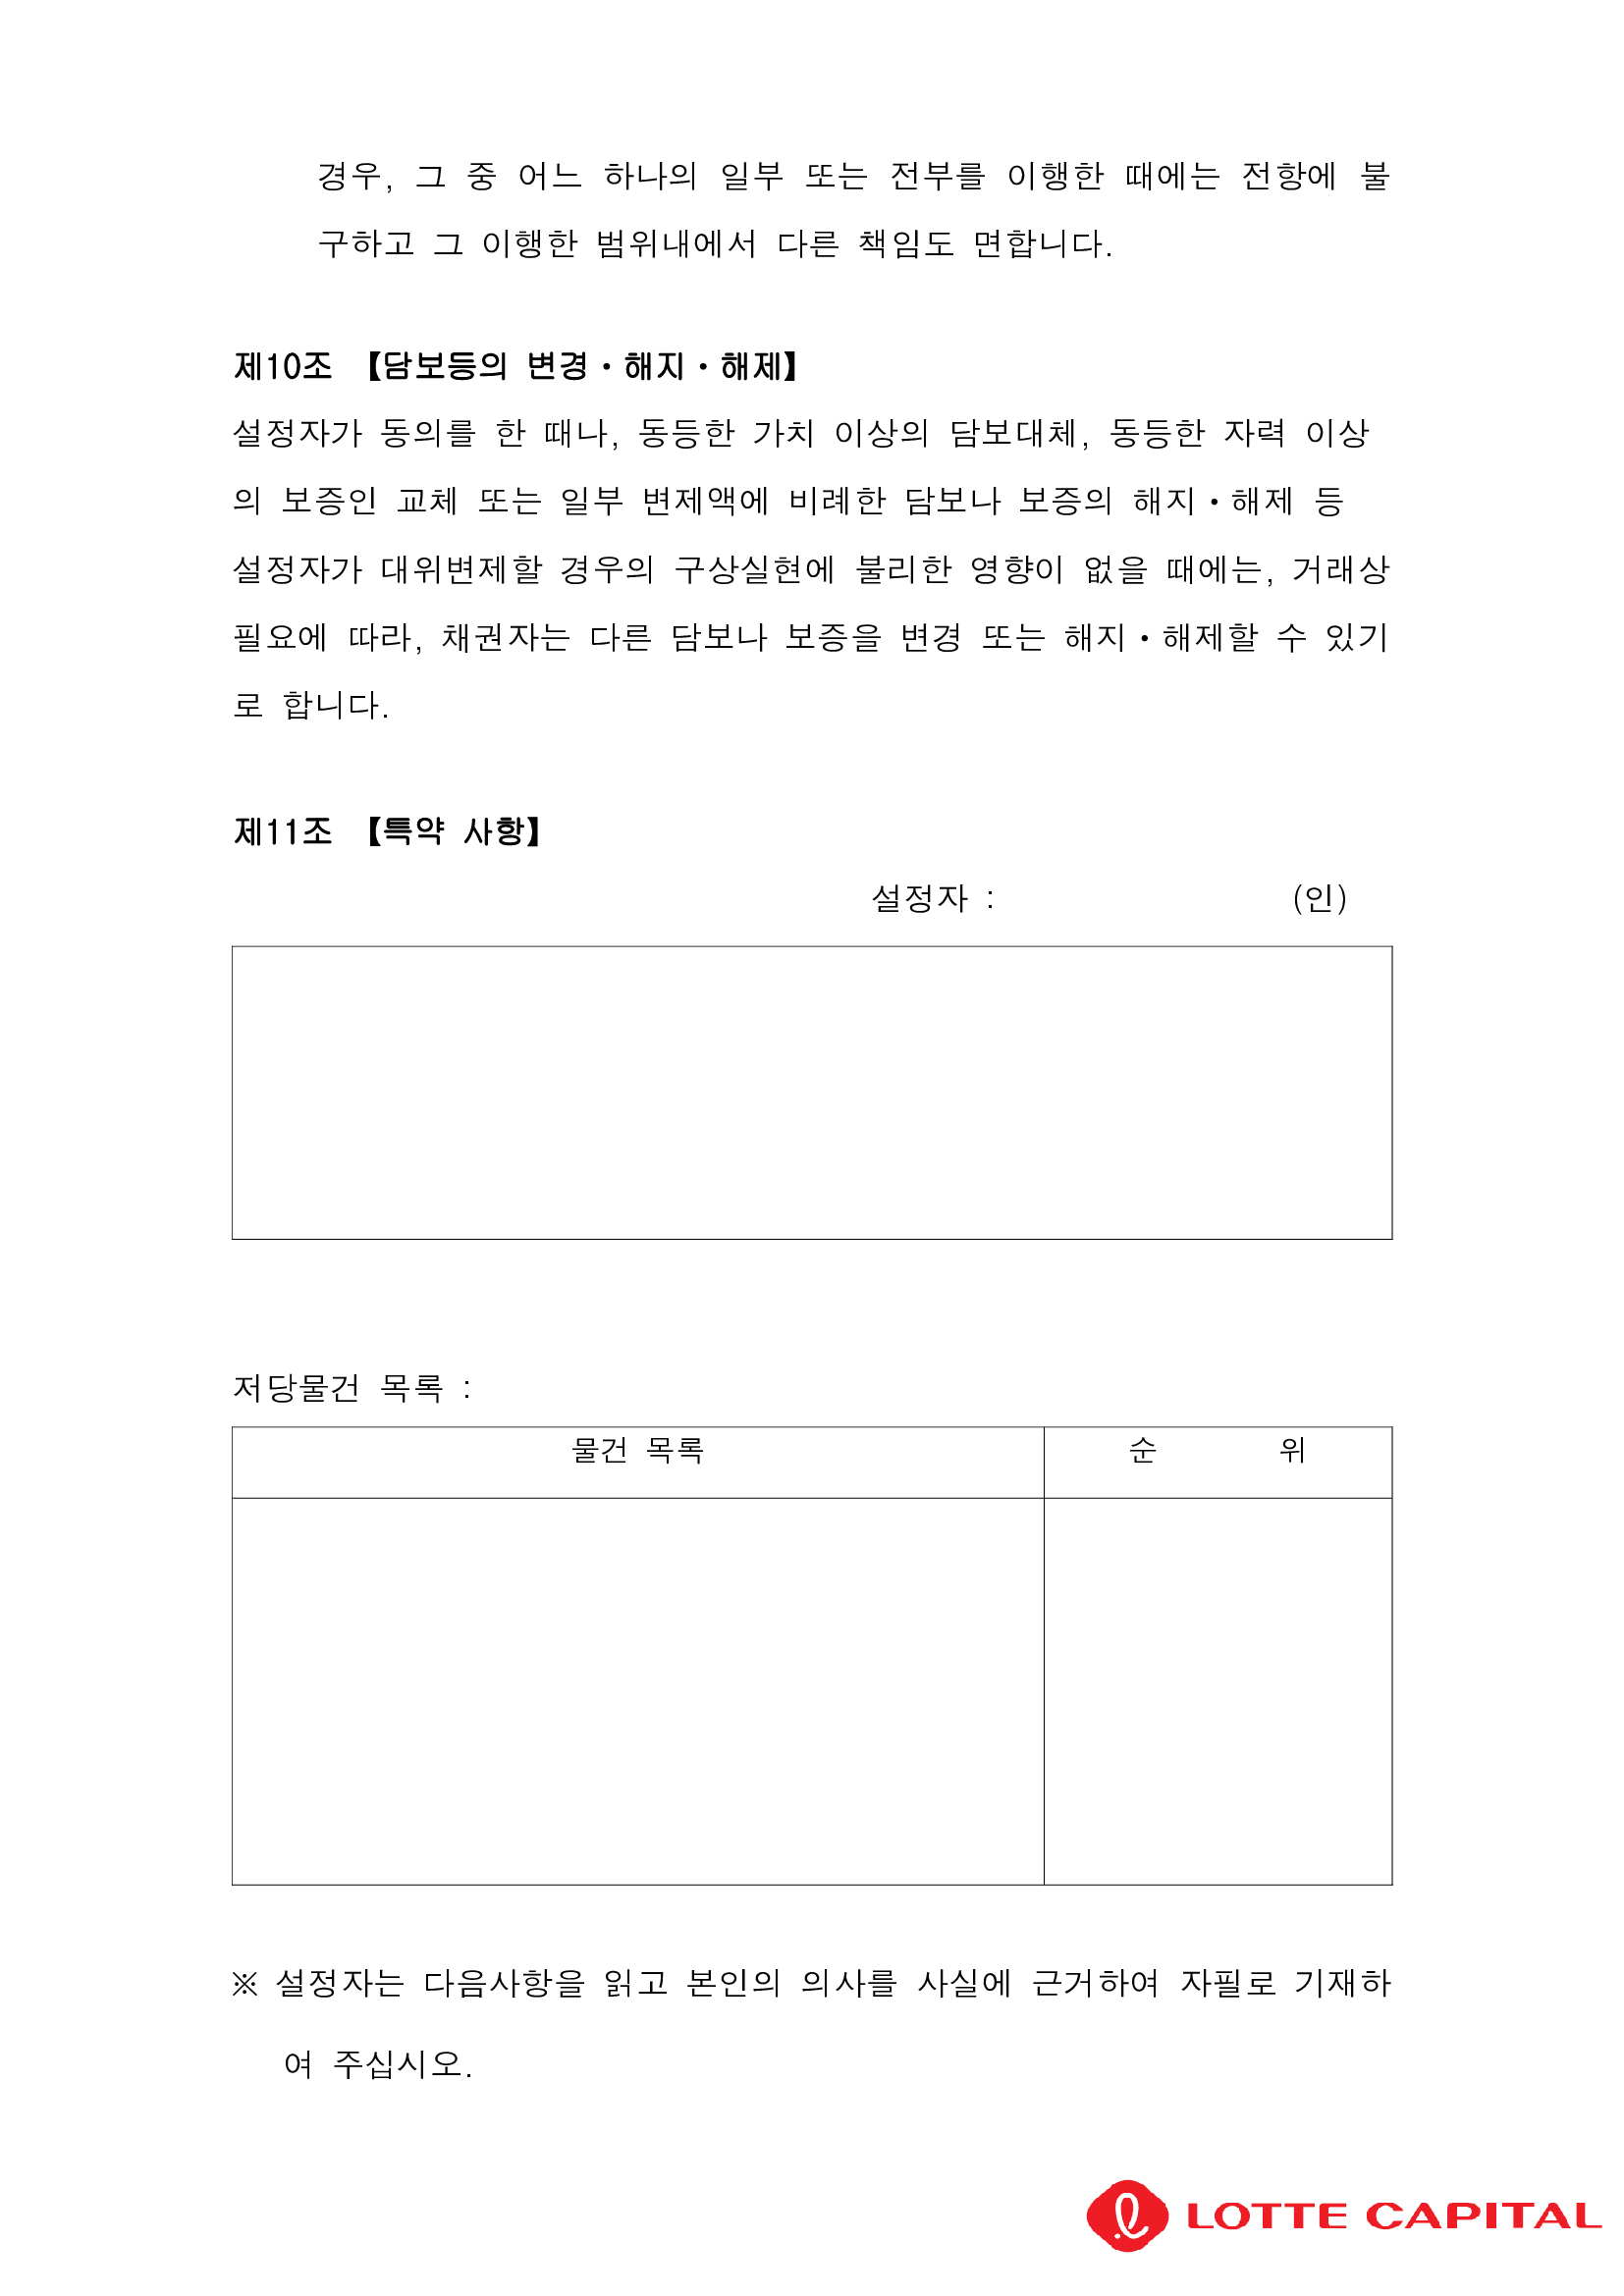 경우, 그 중 어느 하나의 일부 또는 전부를 이행한 때에는 전항에 불
구하고 그 이행한 범위내에서 다른 책임도 면합니다.
제10조 【담보등의 변경・해지・해제】
설정자가 동의를 한 때나, 동등한 가치 이상의 담보대체, 동등한 자력 이상
의 보증인 교체 또는 일부 변제액에 비례한 담보나 보증의 해지・해제 등
설정자가 대위변제할 경우의 구상실현에 불리한 영향이 없을 때에는, 거래상
필요에 따라, 채권자는 다른 담보나 보증을 변경 또는 해지・해제할 수 있기
로 합니다.
제11조 【특약 사항】
설정자 : (인)
저당물건 목록 :
물건 목록 순 위
※ 설정자는 다음사항을 읽고 본인의 의사를 사실에 근거하여 자필로 기재하
여 주십시오.
LOTTE CAPITAL